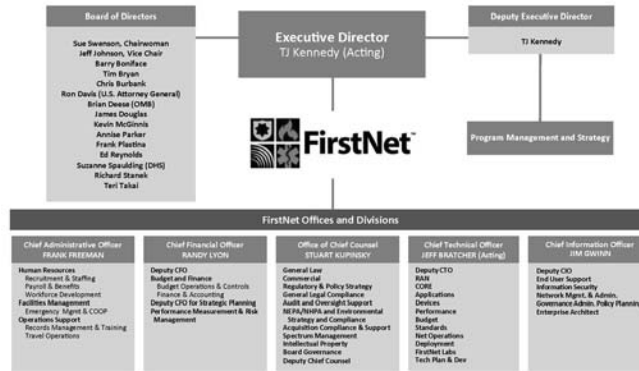 Board of Directors
Sue Swenson, Chairwoman
Jeff Johnson, Vice Chair
Barry Boniface
Tim Bryan
Chris Burbank
Ron Davis (U.S. Attorney General)
Brian Deese (OMB)
James Douglas
Kevin McGinnis
Annise Parker
Frank Plastina
Ed Reynolds
Suzanne Spaulding (DHS)
Richard Stanek
Teri Takai
Executive Director
TJ Kennedy (Acting)
Deputy Executive Director
TJ Kennedy
Program Management and Strategy
FirstNet™
FirstNet Offices and Divisions
Chief Administrative Officer
FRANK FREEMAN
Human Resources
Recruitment & Staffing
Payroll & Benefits
Workforce Development
Facilities Management
Emergency Mgmt & COOP
Operations Support
Records Management & Training
Travel Operations
Chief Financial Officer
RANDY LYON
Deputy CFO
Budget and Finance
Budget Operations & Controls
Finance & Accounting
Deputy CFO for Strategic Planning
Performance Measurement & Risk
Management
Office of Chief Counsel
STUART KUPINSKY
General Law
Commercial
Regulatory & Policy Strategy
General Legal Compliance
Audit and Oversight Support
NEPA/NHPA and Environmental
Strategy and Compliance
Acquisition Compliance & Support
Spectrum Management
Intellectual Property
Board Governance
Deputy Chief Counsel
Chief Technical Officer
JEFF BRATCHER (Acting)
Deputy CTO
RAN
CORE
Applications
Devices
Performance
Budget
Standards
Net Operations
Deployment
FirstNet Labs
Tech Plan & Dev
Chief Information Officer
JIM GWINN
Deputy CIO
End User Support
Information Security
Network Mgmt. & Admin.
Governance Admin. Policy Planning
Enterprise Architect